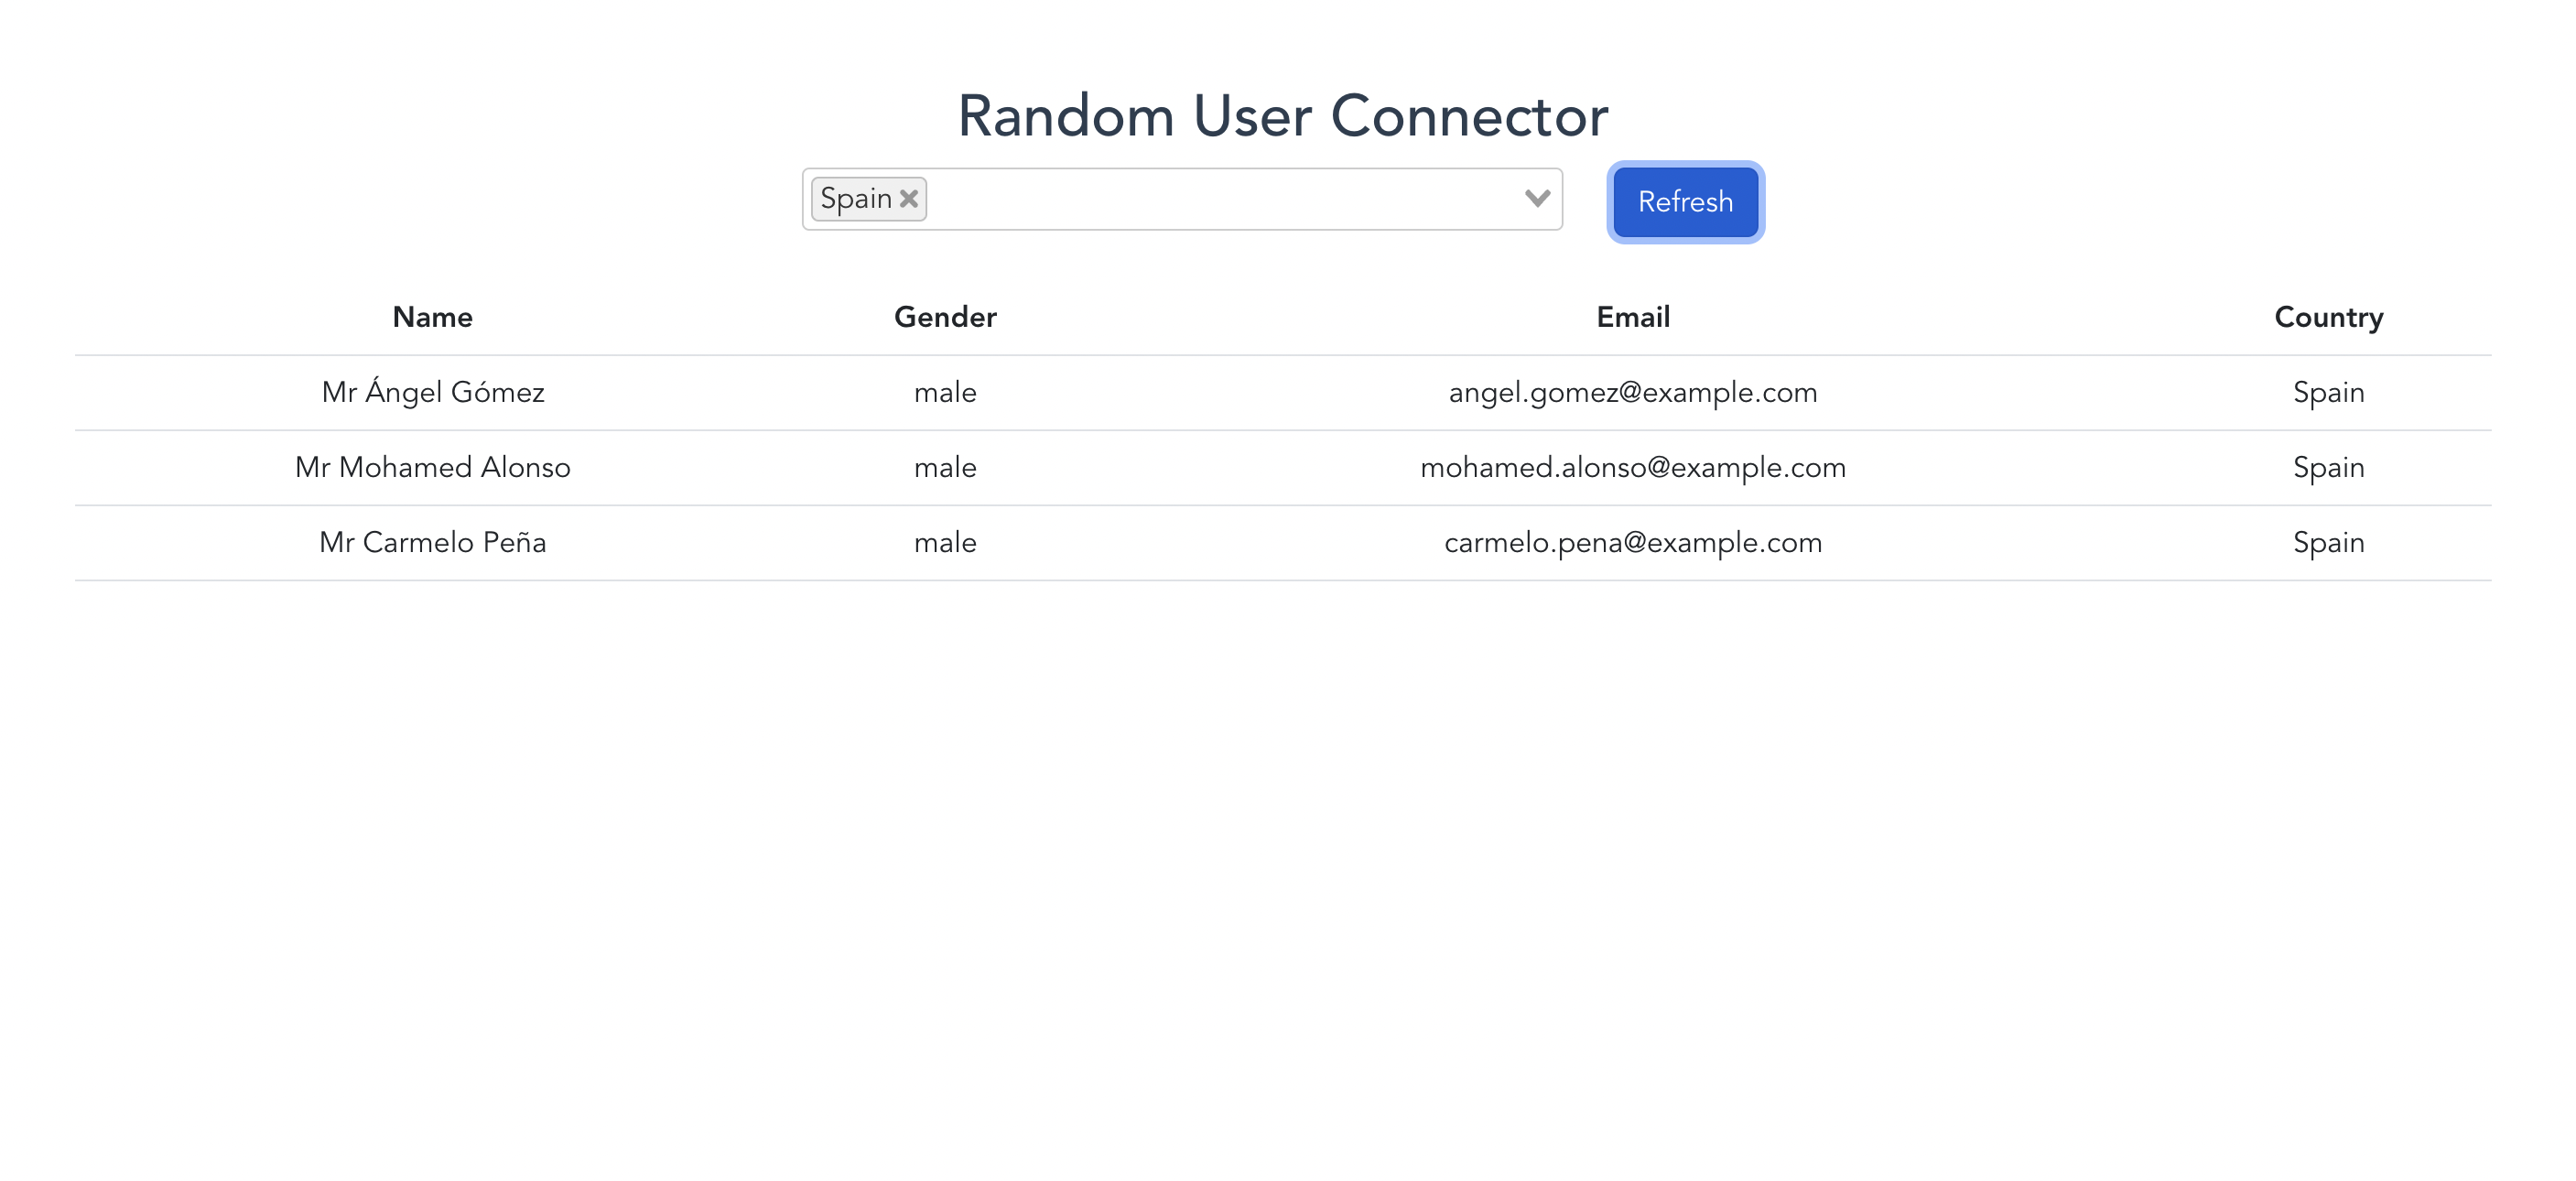 Random User Connector
Spain
Refresh
Name Gender Email Country
Mr Ángel Gómez male angel.gomez@example.com Spain
Mr Mohamed Alonso male mohamed.alonso@example.com Spain
Mr Carmelo Peña male carmelo.pena@example.com Spain